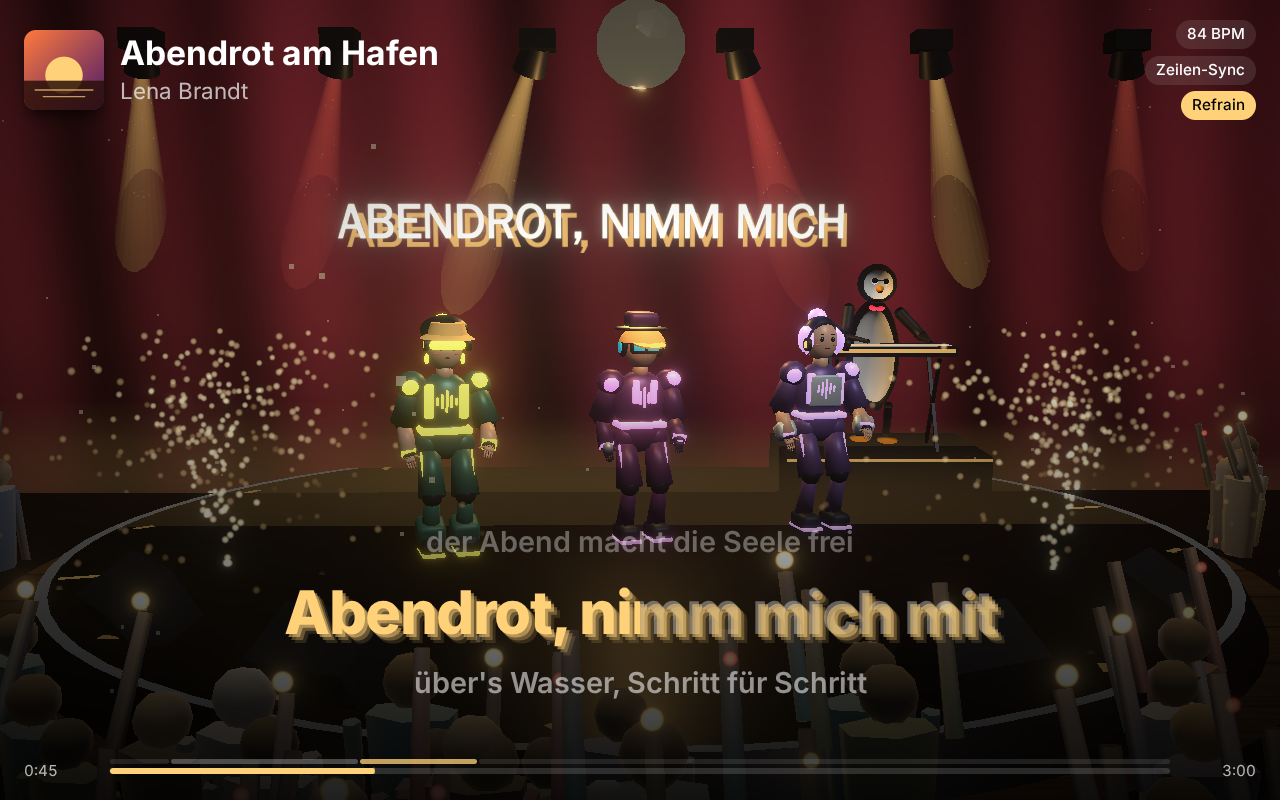 Abendrot am Hafen
Lena Brandt
84 BPM
Zeilen-Sync
Refrain
ABENDROT, NIMM MICH
der Abend macht die Seele frei
Abendrot, nimm mich mit
über's Wasser, Schritt für Schritt
0:45
3:00